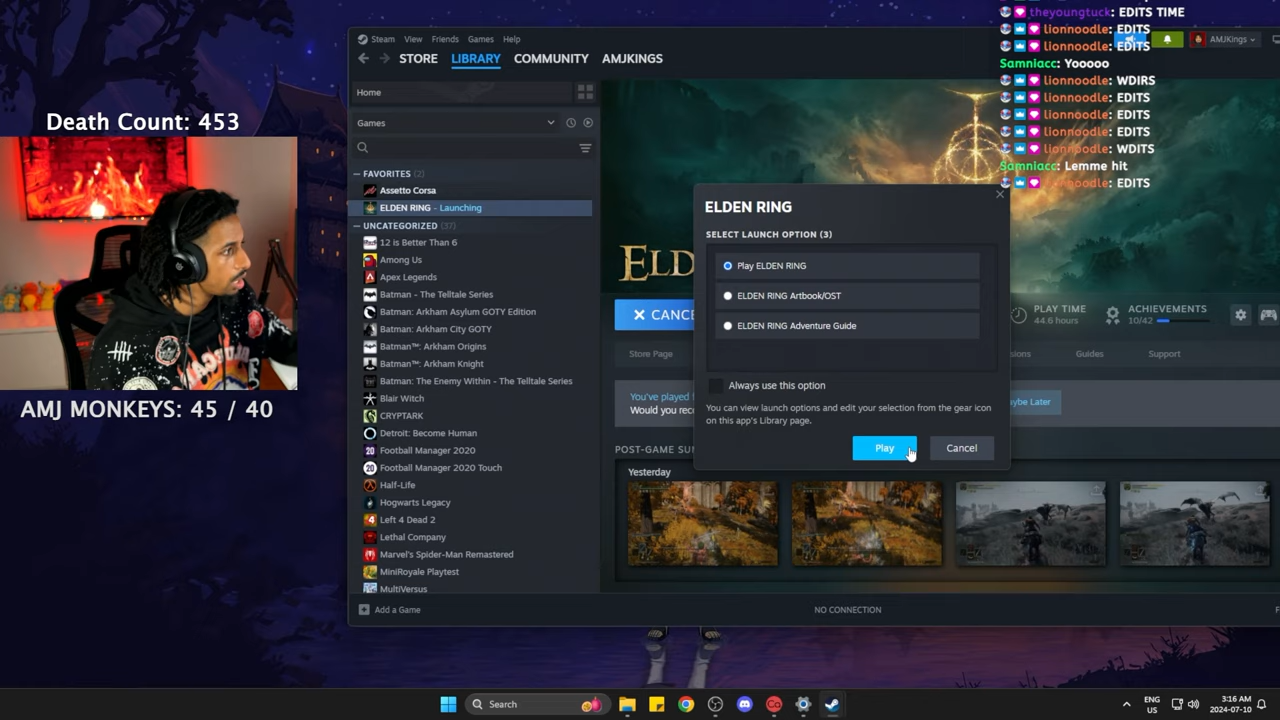 Death Count: 453
AMJ MONKEYS: 45 / 40
Steam View Friends Games Help
AMJKings
STORE LIBRARY COMMUNITY AMJKINGS
Home
Games
FAVORITES (2)
Assetto Corsa
ELDEN RING - Launching
UNCATEGORIZED (37)
12 is Better Than 6
Among Us
Apex Legends
Batman - The Telltale Series
Batman: Arkham Asylum GOTY Edition
Batman: Arkham City GOTY
Batman™: Arkham Origins
Batman™: Arkham Knight
Batman: The Enemy Within - The Telltale Series
Blair Witch
CRYPTARK
Detroit: Become Human
Football Manager 2020
Football Manager 2020 Touch
Half-Life
Hogwarts Legacy
Left 4 Dead 2
Lethal Company
Marvel's Spider-Man Remastered
MiniRoyale Playtest
MultiVersus
Add a Game
NO CONNECTION
theyoungtuck: EDITS TIME
lionnoodle: EDITS
lionnoodle: EDITS
Samniacc: Yooooo
lionnoodle: WDIRS
lionnoodle: EDITS
lionnoodle: EDITS
lionnoodle: EDITS
lionnoodle: WDITS
Samniacc: Lemme hit
lionnoodle: EDITS
ELD
CANCE
PLAY TIME
44.6 hours
ACHIEVEMENTS
10/42
Store Page
sions Guides Support
You've played f
Would you reco
aybe Later
POST-GAME SUM
Yesterday
ELDEN RING
SELECT LAUNCH OPTION (3)
Play ELDEN RING
ELDEN RING Artbook/OST
ELDEN RING Adventure Guide
Always use this option
You can view launch options and edit your selection from the gear icon
on this app's Library page.
Play Cancel
Search
ENG
US
3:16 AM
2024-07-10